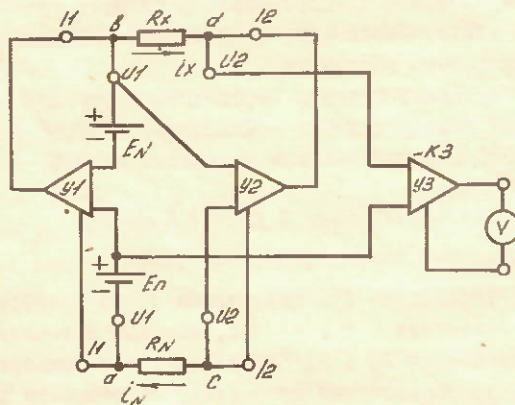 I1 в Rx d I2
ix U2
U1
+
−
EN
У1 У2
-K3
У3
V
+
−
En
U1 U2
I1 a RN c I2
iN